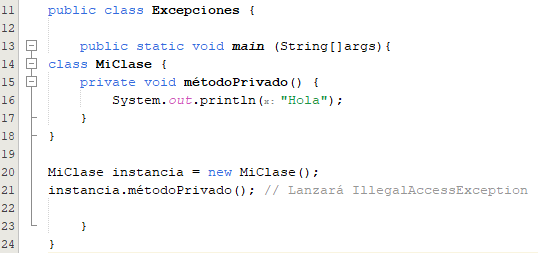 11 public class Excepciones {
12
13 public static void main (String[]args){
14 class MiClase {
15 private void métodoPrivado() {
16 System.out.println(x: "Hola");
17 }
18 }
19
20 MiClase instancia = new MiClase();
21 instancia.métodoPrivado(); // Lanzará IllegalAccessException
22
23 }
24 }